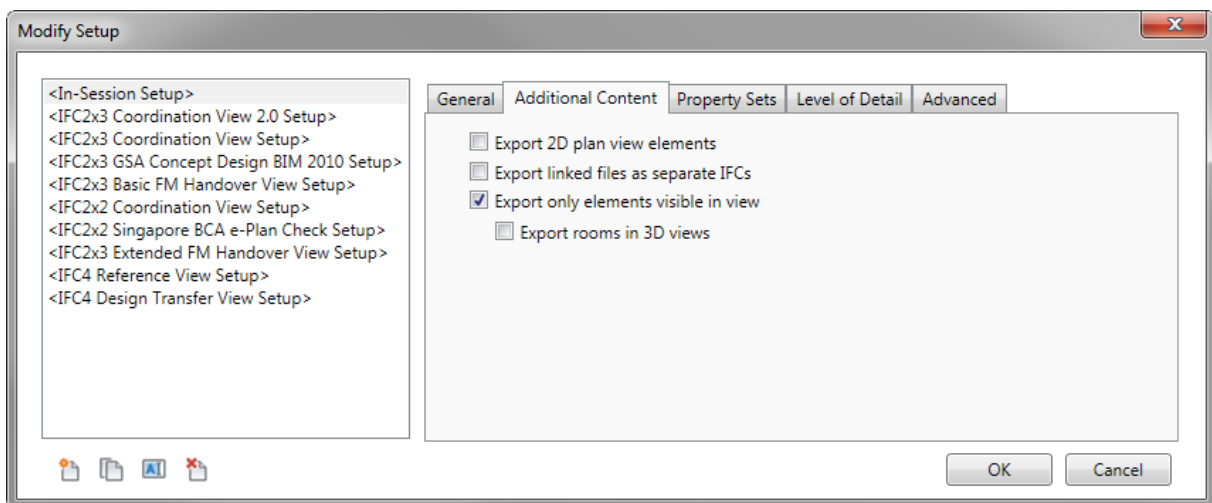 Modify Setup
<In-Session Setup>
<IFC2x3 Coordination View 2.0 Setup>
<IFC2x3 Coordination View Setup>
<IFC2x3 GSA Concept Design BIM 2010 Setup>
<IFC2x3 Basic FM Handover View Setup>
<IFC2x2 Coordination View Setup>
<IFC2x2 Singapore BCA e-Plan Check Setup>
<IFC2x3 Extended FM Handover View Setup>
<IFC4 Reference View Setup>
<IFC4 Design Transfer View Setup>
General Additional Content Property Sets Level of Detail Advanced
Export 2D plan view elements
Export linked files as separate IFCs
Export only elements visible in view
Export rooms in 3D views
AI
OK Cancel